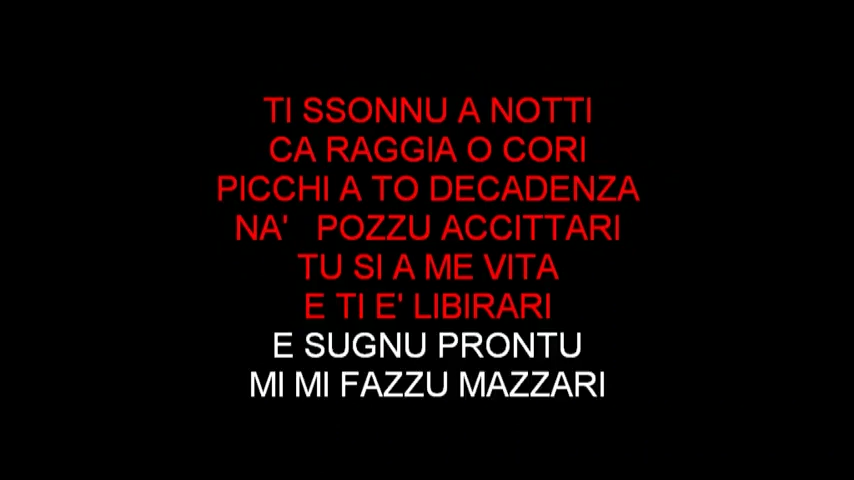 TI SSONNU A NOTTI
CA RAGGIA O CORI
PICCHI A TO DECADENZA
NA'   POZZU ACCITTARI
TU SI A ME VITA
E TI E' LIBIRARI
E SUGNU PRONTU
MI MI FAZZU MAZZARI